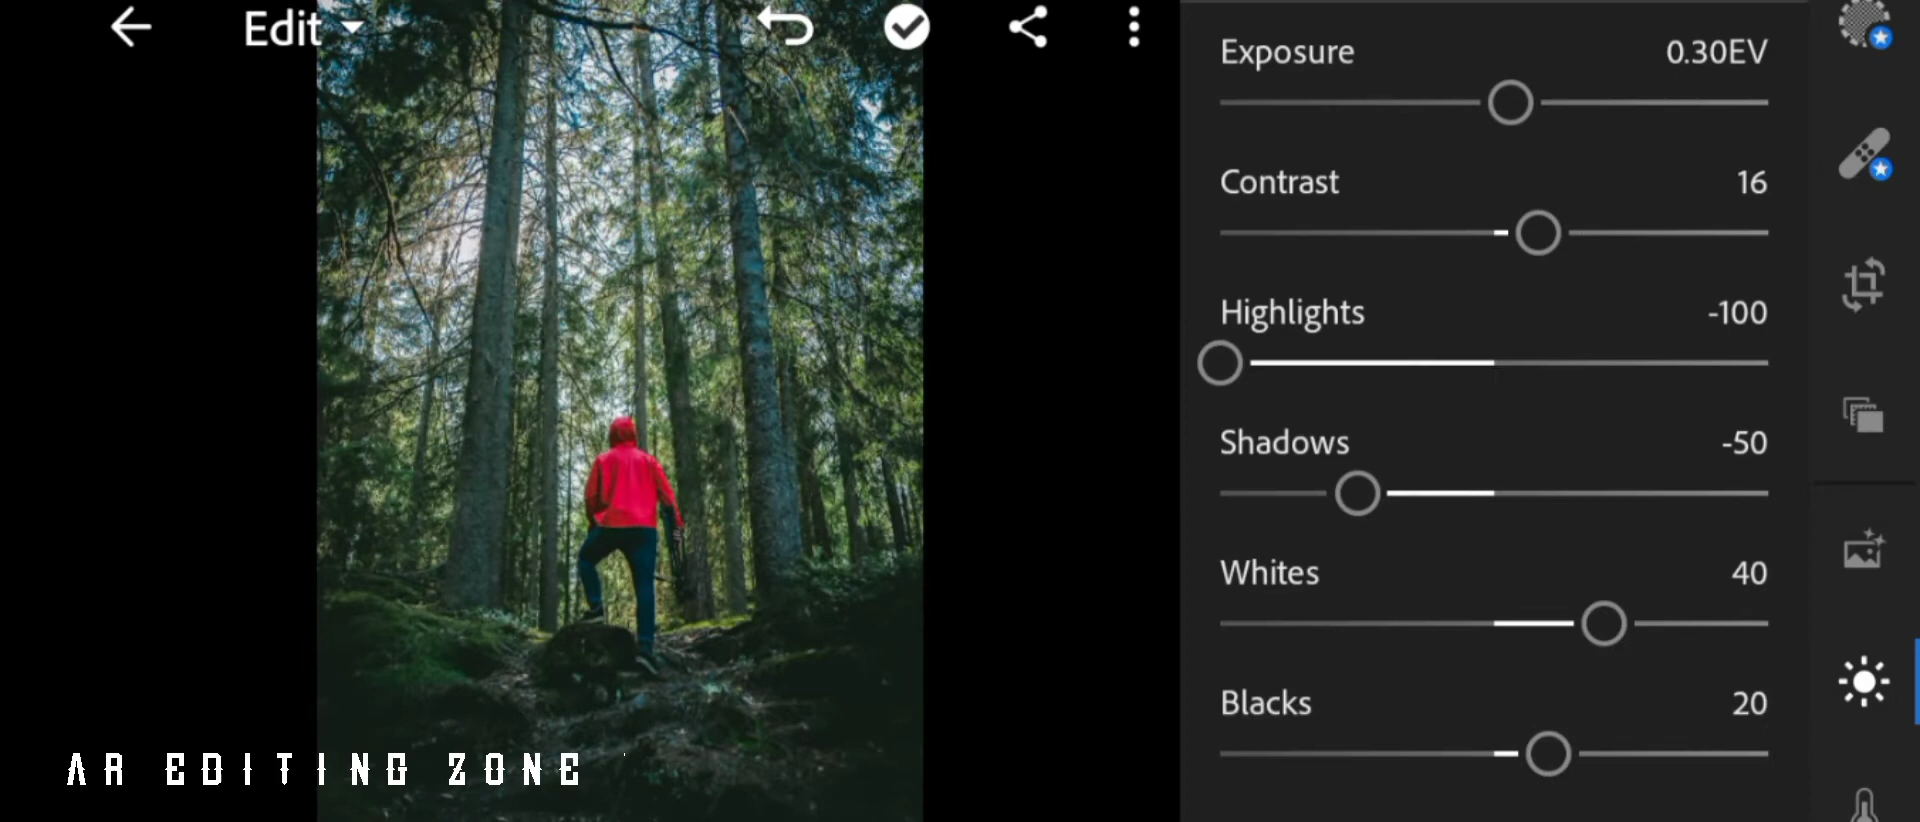 Edit
Exposure 0.30EV
Contrast 16
Highlights -100
Shadows -50
Whites 40
Blacks 20
AR EDITING ZONE